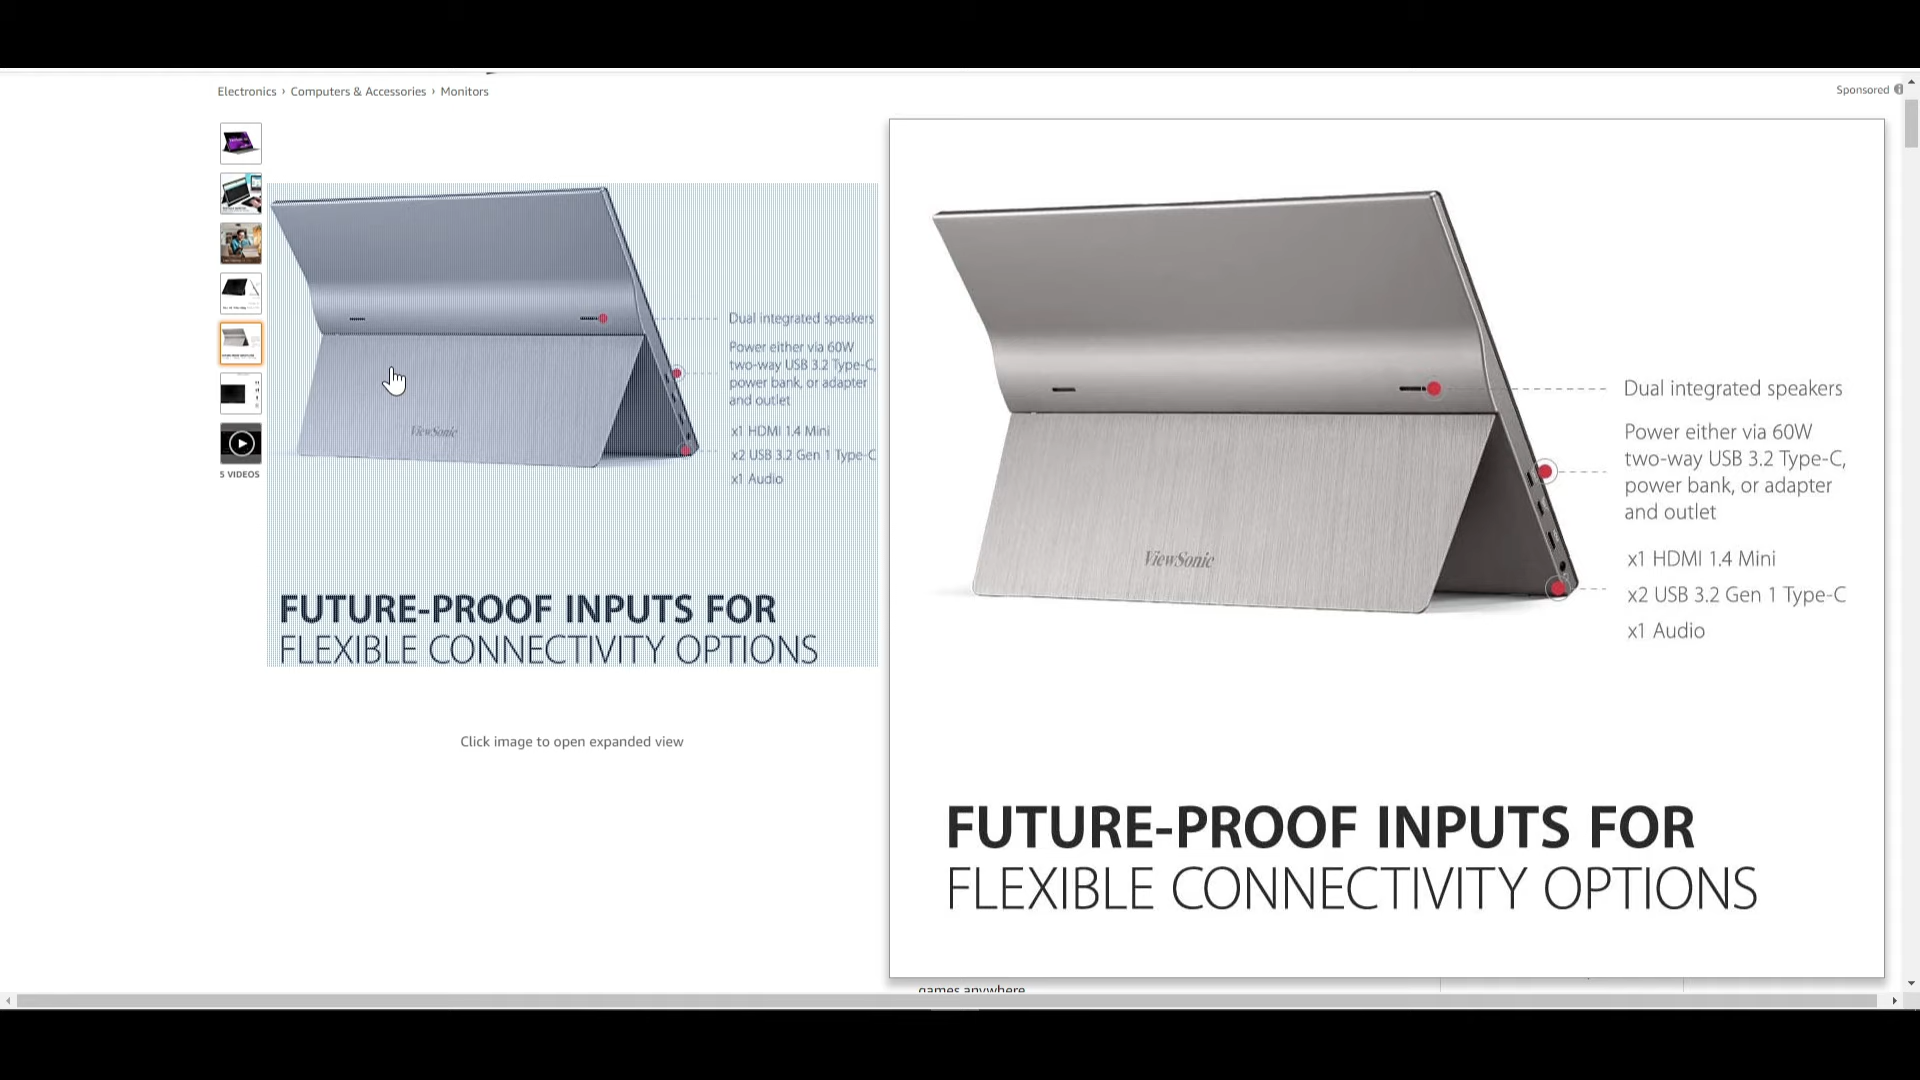 Electronics › Computers & Accessories › Monitors
Sponsored
5 VIDEOS
Dual integrated speakers
Power either via 60W
two-way USB 3.2 Type-C,
power bank, or adapter
and outlet
x1 HDMI 1.4 Mini
x2 USB 3.2 Gen 1 Type-C
x1 Audio
ViewSonic
FUTURE-PROOF INPUTS FOR
FLEXIBLE CONNECTIVITY OPTIONS
Click image to open expanded view
Dual integrated speakers
Power either via 60W
two-way USB 3.2 Type-C,
power bank, or adapter
and outlet
x1 HDMI 1.4 Mini
x2 USB 3.2 Gen 1 Type-C
x1 Audio
ViewSonic
FUTURE-PROOF INPUTS FOR
FLEXIBLE CONNECTIVITY OPTIONS
games anywhere